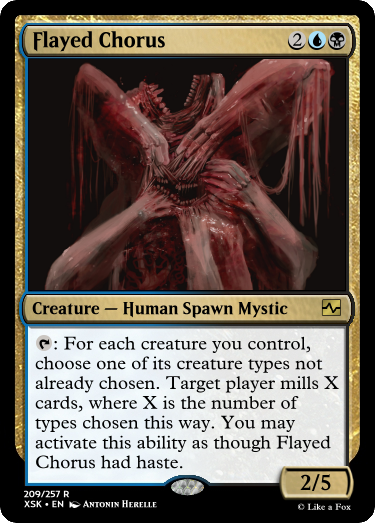 Flayed Chorus 2
Creature — Human Spawn Mystic
: For each creature you control,
choose one of its creature types
not already chosen. Target player mills X
cards, where X is the number of
types chosen this way. You may
activate this ability as though Flayed
Chorus had haste.
2/5
209/257 R
XSK • EN Antonin Herelle
© Like a Fox